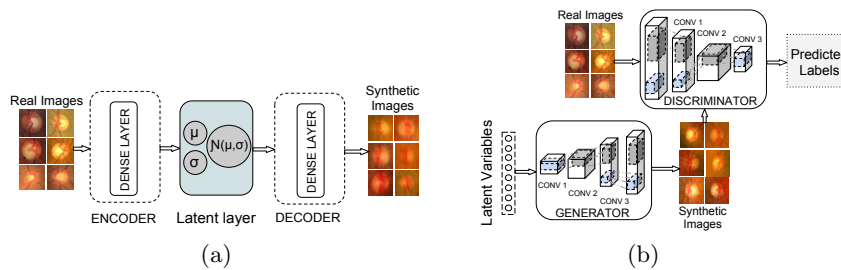 Real Images
DENSE LAYER
ENCODER
μ
σ
N(μ,σ)
Latent layer
DENSE LAYER
DECODER
Synthetic
Images
(a)
Real Images
CONV 1
CONV 2
CONV 3
DISCRIMINATOR
Predicte
Labels
Latent Variables
CONV 1
CONV 2
CONV 3
GENERATOR
Synthetic
Images
(b)